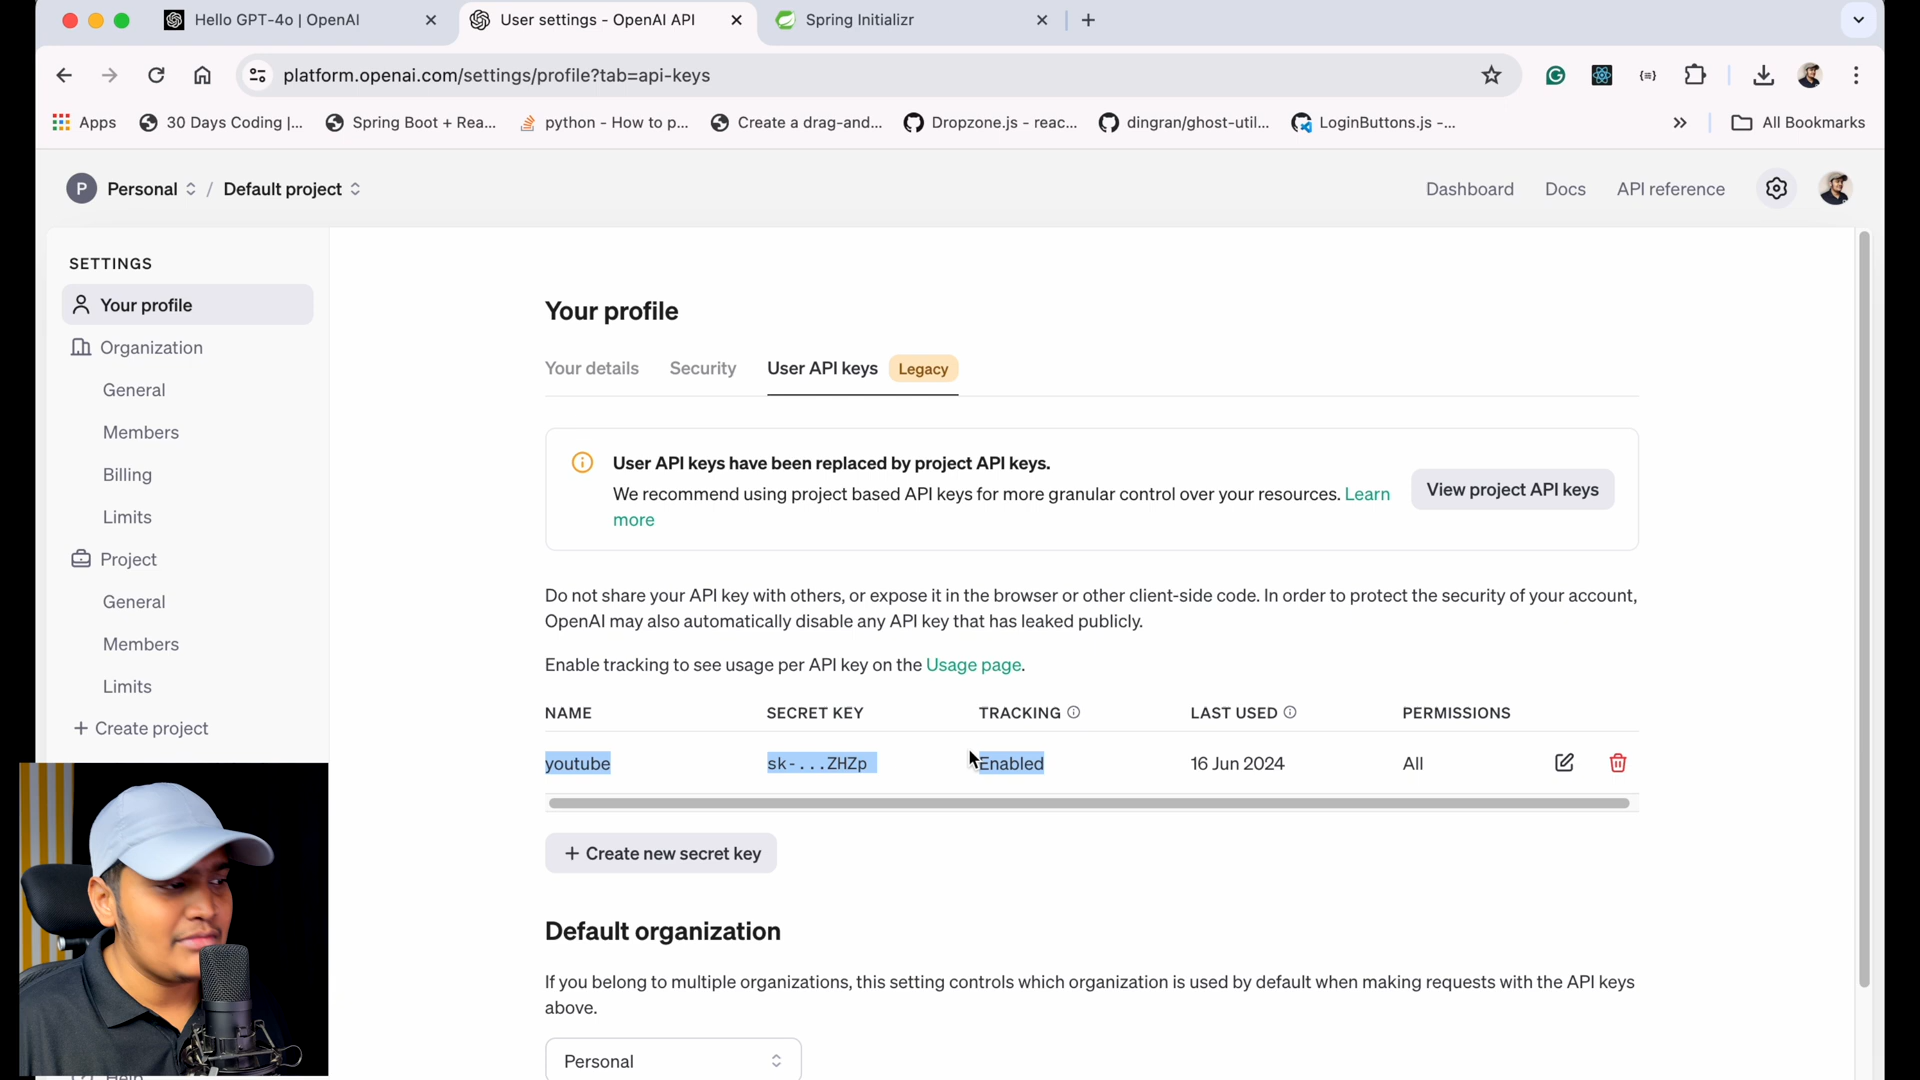 Hello GPT-4o | OpenAI
User settings - OpenAI API
Spring Initializr
platform.openai.com/settings/profile?tab=api-keys
Apps
30 Days Coding |...
Spring Boot + Rea...
python - How to p...
Create a drag-and...
Dropzone.js - reac...
dingran/ghost-util...
LoginButtons.js -...
All Bookmarks
P Personal / Default project
Dashboard
Docs
API reference
SETTINGS
Your profile
Organization
General
Members
Billing
Limits
Project
General
Members
Limits
+ Create project
Your profile
Your details
Security
User API keys
Legacy
User API keys have been replaced by project API keys.
We recommend using project based API keys for more granular control over your resources. Learn
more
View project API keys
Do not share your API key with others, or expose it in the browser or other client-side code. In order to protect the security of your account,
OpenAI may also automatically disable any API key that has leaked publicly.
Enable tracking to see usage per API key on the Usage page.
NAME SECRET KEY TRACKING LAST USED PERMISSIONS
youtube sk-...ZHZp Enabled 16 Jun 2024 All
+ Create new secret key
Default organization
If you belong to multiple organizations, this setting controls which organization is used by default when making requests with the API keys
above.
Personal